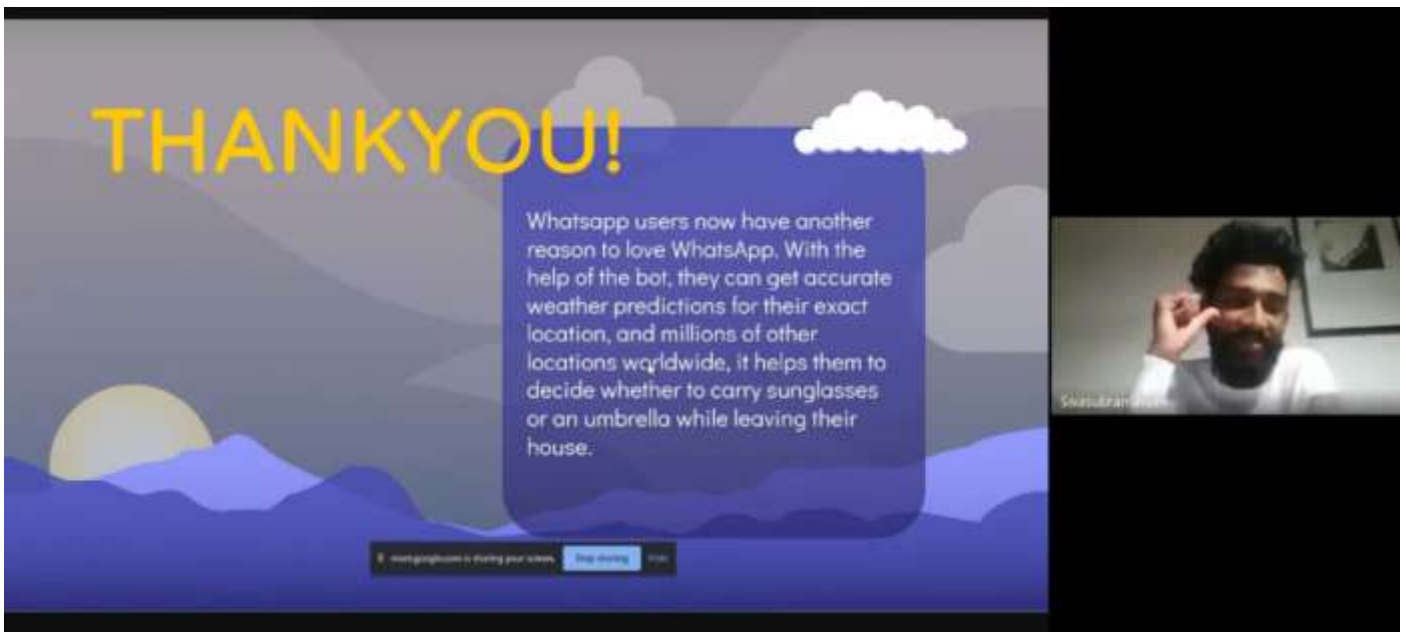 THANKYOU!
Whatsapp users now have another
reason to love WhatsApp. With the
help of the bot, they can get accurate
weather predictions for their exact
location, and millions of other
locations worldwide, it helps them to
decide whether to carry sunglasses
or an umbrella while leaving their
house.
meet.google.com is sharing your screen. Stop sharing Hide